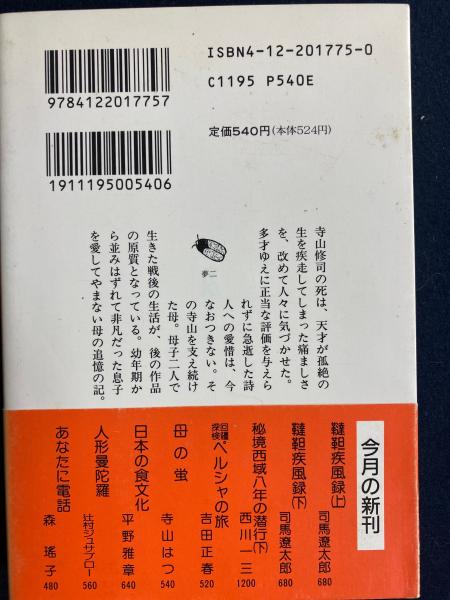 ISBN4-12-201775-0
C1195 P540E
9784122017757
定価540円(本体524円)
1911195005406
寺山修司の死は、天才が孤絶の
生を疾走してしまった痛ましさ
を、改めて人々に気づかせた。
多才ゆえに正当な評価を与えら
れずに急逝した詩
人への愛惜は、今
なおつきない。そ
の寺山を支え続け
た母。母子二人で
生きた戦後の生活が、後の作品
の原質となっている。幼年期か
ら並みはずれて非凡だった息子
を愛してやまない母の追憶の記。
夢二
今月の新刊
韃靼疾風録(上) 司馬遼太郎 680
韃靼疾風録(下) 司馬遼太郎 680
秘境西域八年の潜行(下) 西川一三 1200
回疆探検 ペルシャの旅 吉田正春 520
母の蛍 寺山はつ 540
日本の食文化 平野雅章 640
人形曼陀羅 辻村ジュサブロー 560
あなたに電話 森瑤子 480